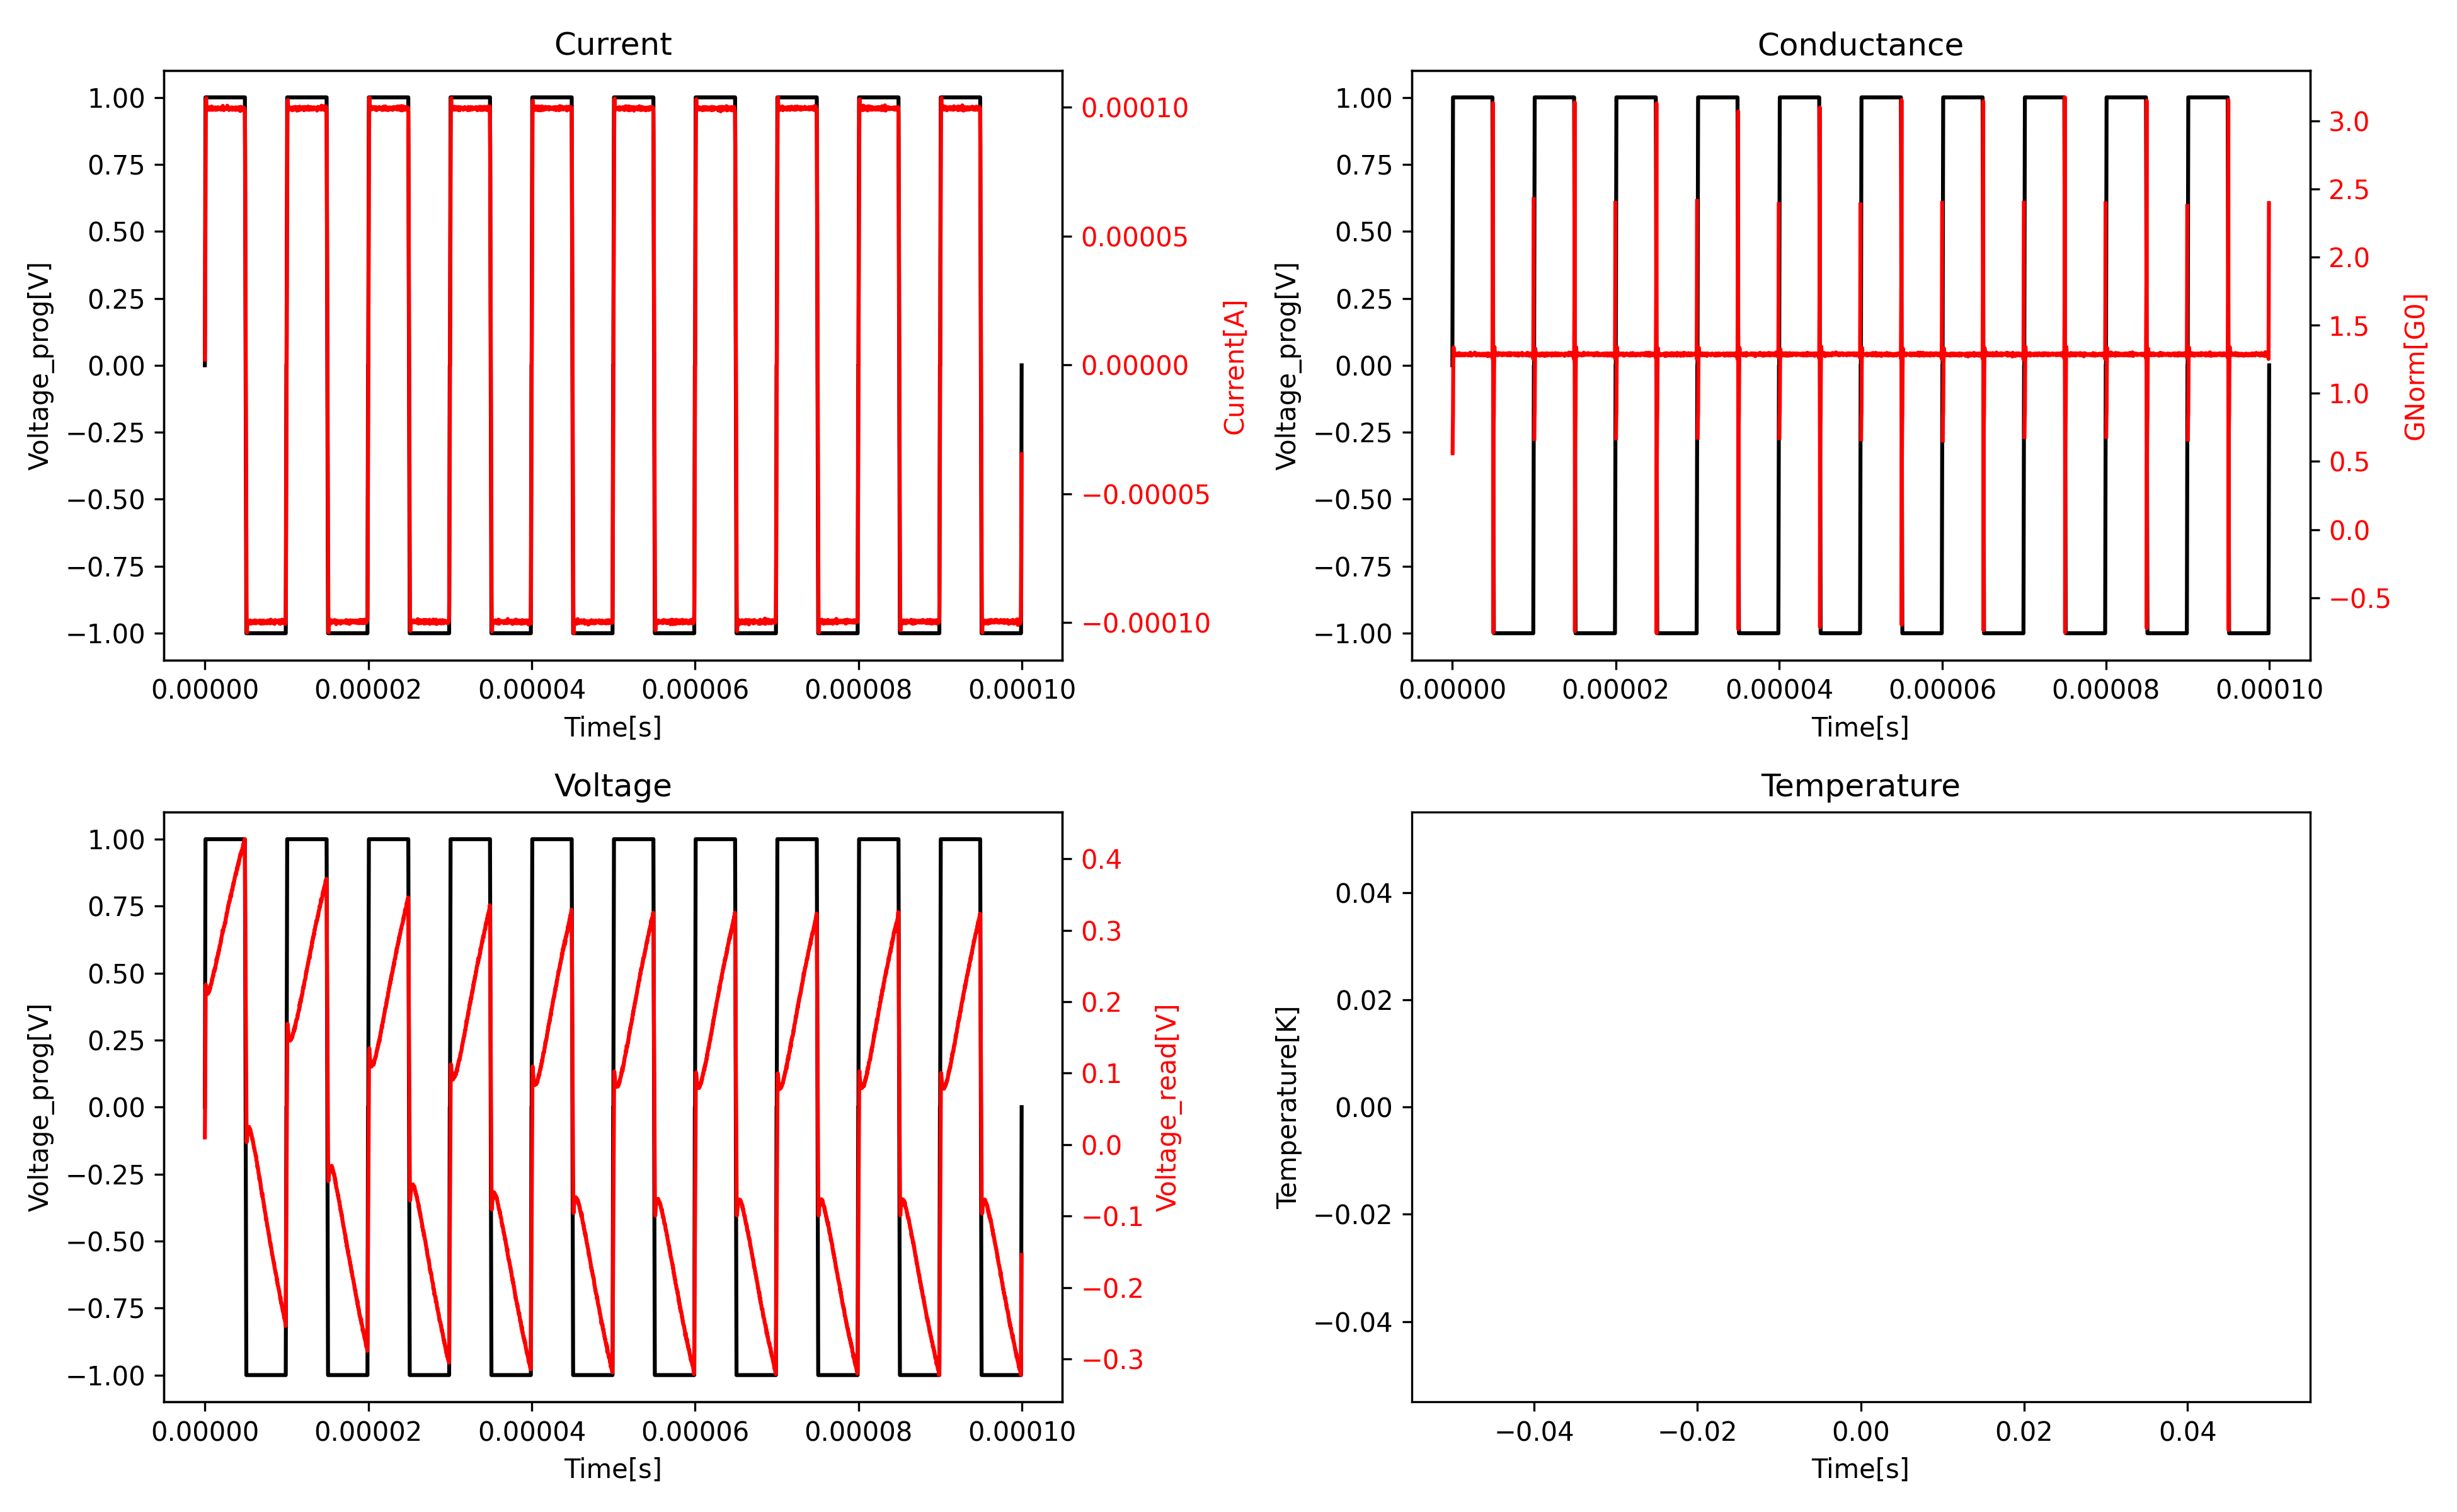 Current
1.00
0.75
0.50
0.25
0.00
−0.25
−0.50
−0.75
−1.00
Voltage_prog[V]
0.00010
0.00005
0.00000
−0.00005
−0.00010
Current[A]
0.00000 0.00002 0.00004 0.00006 0.00008 0.00010
Time[s]
Conductance
1.00
0.75
0.50
0.25
0.00
−0.25
−0.50
−0.75
−1.00
Voltage_prog[V]
3.0
2.5
2.0
1.5
1.0
0.5
0.0
−0.5
GNorm[G0]
0.00000 0.00002 0.00004 0.00006 0.00008 0.00010
Time[s]
Voltage
1.00
0.75
0.50
0.25
0.00
−0.25
−0.50
−0.75
−1.00
Voltage_prog[V]
0.4
0.3
0.2
0.1
0.0
−0.1
−0.2
−0.3
Voltage_read[V]
0.00000 0.00002 0.00004 0.00006 0.00008 0.00010
Time[s]
Temperature
0.04
0.02
0.00
−0.02
−0.04
Temperature[K]
−0.04 −0.02 0.00 0.02 0.04
Time[s]